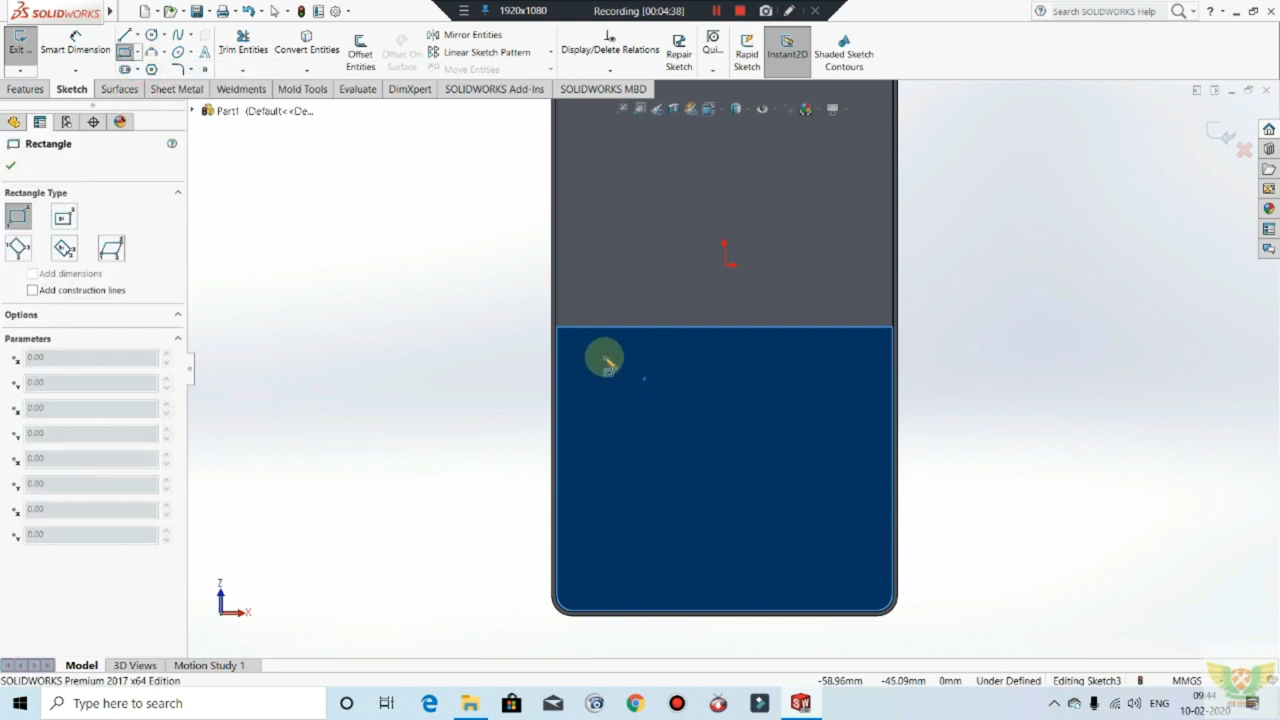 SOLIDWORKS
1920x1080
Recording [00:04:38]
Search SOLIDWORKS Help
Exit ...
Smart Dimension
Trim Entities
Convert Entities
Offset Entities
Offset On Surface
Mirror Entities
Linear Sketch Pattern
Move Entities
Display/Delete Relations
Repair Sketch
Qui...
Rapid Sketch
Instant2D
Shaded Sketch Contours
Features
Sketch
Surfaces
Sheet Metal
Weldments
Mold Tools
Evaluate
DimXpert
SOLIDWORKS Add-Ins
SOLIDWORKS MBD
Part1 (Default<<De...
Rectangle
Rectangle Type
Add dimensions
Add construction lines
Options
Parameters
0.00
0.00
0.00
0.00
0.00
0.00
0.00
0.00
Z
X
Model
3D Views
Motion Study 1
SOLIDWORKS Premium 2017 x64 Edition
-58.96mm
-45.09mm
0mm
Under Defined
Editing Sketch3
MMGS
Type here to search
ENG
09:44
10-02-2020